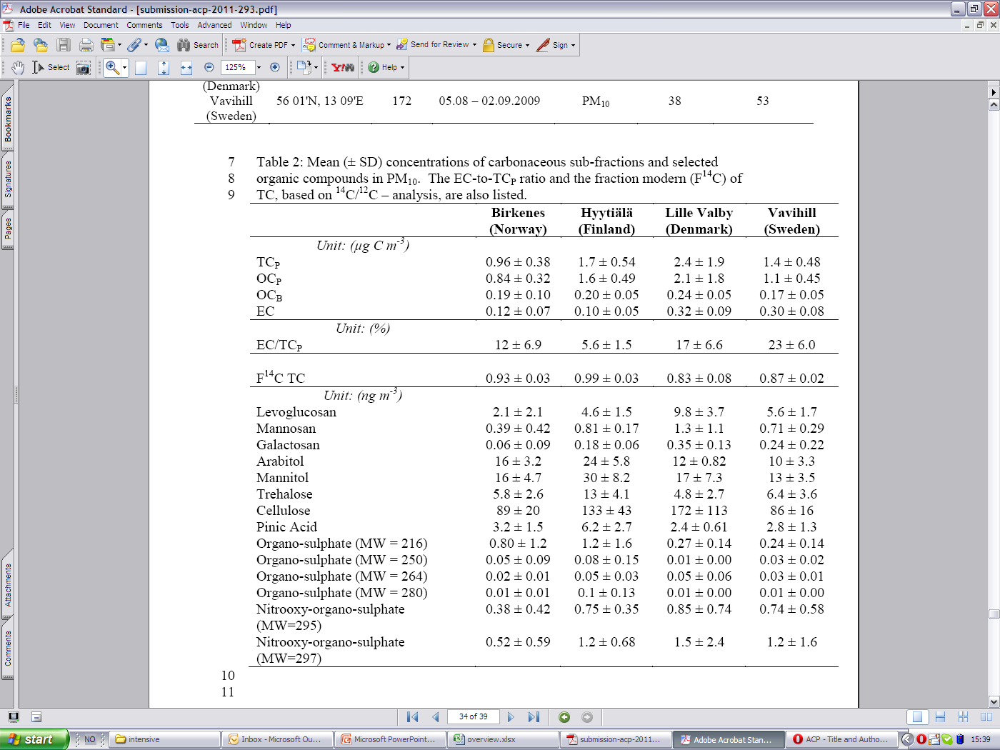 Adobe Acrobat Standard - [submission-acp-2011-293.pdf]
File Edit View Document Comments Tools Advanced Window Help
Search Create PDF Comment & Markup Send for Review Secure Sign
Select 125% Y! Help
Bookmarks
Signatures
Pages
Attachments
Comments
(Denmark)
Vavihill 56 01'N, 13 09'E 172 05.08 – 02.09.2009 PM10 38 53
(Sweden)
7 Table 2: Mean (± SD) concentrations of carbonaceous sub-fractions and selected
8 organic compounds in PM10. The EC-to-TCP ratio and the fraction modern (F14C) of
9 TC, based on 14C/12C – analysis, are also listed.
Birkenes Hyytiälä Lille Valby Vavihill
(Norway) (Finland) (Denmark) (Sweden)
Unit: (µg C m-3)
TCP 0.96 ± 0.38 1.7 ± 0.54 2.4 ± 1.9 1.4 ± 0.48
OCP 0.84 ± 0.32 1.6 ± 0.49 2.1 ± 1.8 1.1 ± 0.45
OCB 0.19 ± 0.10 0.20 ± 0.05 0.24 ± 0.05 0.17 ± 0.05
EC 0.12 ± 0.07 0.10 ± 0.05 0.32 ± 0.09 0.30 ± 0.08
Unit: (%)
EC/TCP 12 ± 6.9 5.6 ± 1.5 17 ± 6.6 23 ± 6.0
F14C TC 0.93 ± 0.03 0.99 ± 0.03 0.83 ± 0.08 0.87 ± 0.02
Unit: (ng m-3)
Levoglucosan 2.1 ± 2.1 4.6 ± 1.5 9.8 ± 3.7 5.6 ± 1.7
Mannosan 0.39 ± 0.42 0.81 ± 0.17 1.3 ± 1.1 0.71 ± 0.29
Galactosan 0.06 ± 0.09 0.18 ± 0.06 0.35 ± 0.13 0.24 ± 0.22
Arabitol 16 ± 3.2 24 ± 5.8 12 ± 0.82 10 ± 3.3
Mannitol 16 ± 4.7 30 ± 8.2 17 ± 7.3 13 ± 3.5
Trehalose 5.8 ± 2.6 13 ± 4.1 4.8 ± 2.7 6.4 ± 3.6
Cellulose 89 ± 20 133 ± 43 172 ± 113 86 ± 16
Pinic Acid 3.2 ± 1.5 6.2 ± 2.7 2.4 ± 0.61 2.8 ± 1.3
Organo-sulphate (MW = 216) 0.80 ± 1.2 1.2 ± 1.6 0.27 ± 0.14 0.24 ± 0.14
Organo-sulphate (MW = 250) 0.05 ± 0.09 0.08 ± 0.15 0.01 ± 0.00 0.03 ± 0.02
Organo-sulphate (MW = 264) 0.02 ± 0.01 0.05 ± 0.03 0.05 ± 0.06 0.03 ± 0.01
Organo-sulphate (MW = 280) 0.01 ± 0.01 0.1 ± 0.13 0.01 ± 0.00 0.01 ± 0.00
Nitrooxy-organo-sulphate 0.38 ± 0.42 0.75 ± 0.35 0.85 ± 0.74 0.74 ± 0.58
(MW=295)
Nitrooxy-organo-sulphate 0.52 ± 0.59 1.2 ± 0.68 1.5 ± 2.4 1.2 ± 1.6
(MW=297)
10
11
34 of 39
start NO intensive Inbox - Microsoft Ou... Microsoft PowerPoint... overview.xlsx submission-acp-2011... Adobe Acrobat Stan... ACP - Title and Autho... 15:39